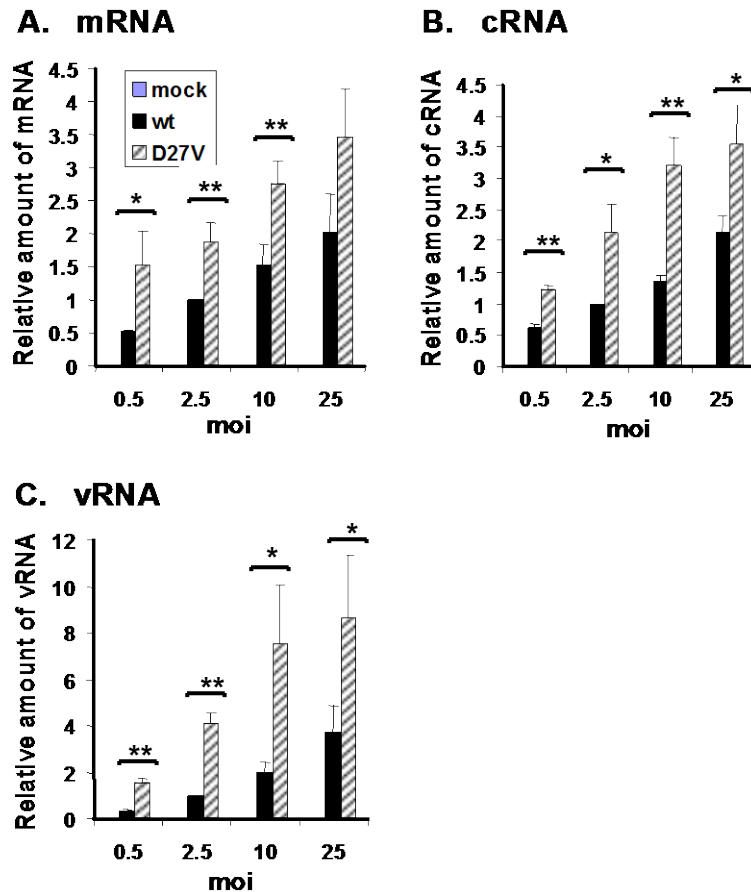 A. mRNA
Relative amount of mRNA
4.5
4
3.5
3
2.5
2
1.5
1
0.5
0
mock
wt
D27V
*
**
**
0.5 2.5 10 25
moi
B. cRNA
Relative amount of cRNA
4.5
4
3.5
3
2.5
2
1.5
1
0.5
0
**
*
**
*
0.5 2.5 10 25
moi
C. vRNA
Relative amount of vRNA
12
10
8
6
4
2
0
**
**
*
*
0.5 2.5 10 25
moi